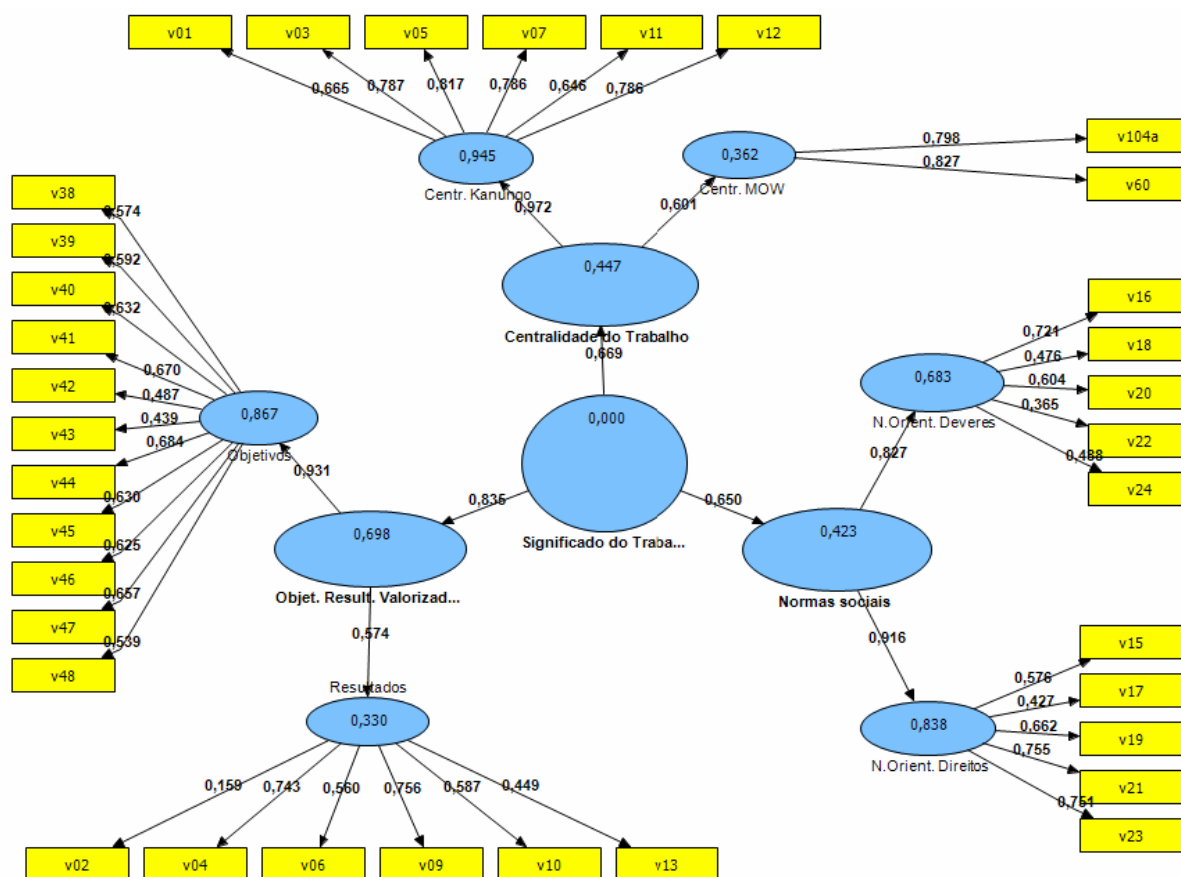 v01
v03
v05
v07
v11
v12
0,665
0,787
0,817
0,786
0,646
0,786
0,945
Centr. Kanungo
0,362
Centr. MOW
0,798
0,827
v104a
v60
0,972
0,601
0,447
Centralidade do Trabalho
0,669
v38
v39
v40
v41
v42
v43
v44
v45
v46
v47
v48
0,574
0,592
0,632
0,670
0,487
0,439
0,684
0,630
0,625
0,657
0,539
0,867
Objetivos
0,931
0,835
0,000
Significado do Traba...
0,650
0,698
Objet. Result. Valorizad...
0,574
Resultados
0,330
0,159
0,743
0,560
0,756
0,587
0,449
v02
v04
v06
v09
v10
v13
0,423
Normas sociais
0,827
0,683
N.Orient. Deveres
0,721
0,476
0,604
0,365
0,488
v16
v18
v20
v22
v24
0,916
0,838
N.Orient. Direitos
0,576
0,427
0,662
0,755
0,751
v15
v17
v19
v21
v23